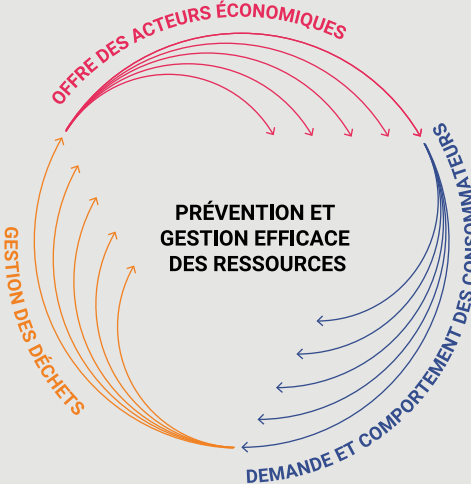 OFFRE DES ACTEURS ÉCONOMIQUES
PRÉVENTION ET
GESTION EFFICACE
DES RESSOURCES
DEMANDE ET COMPORTEMENT DES CONSOMMATEURS
GESTION DES DÉCHETS